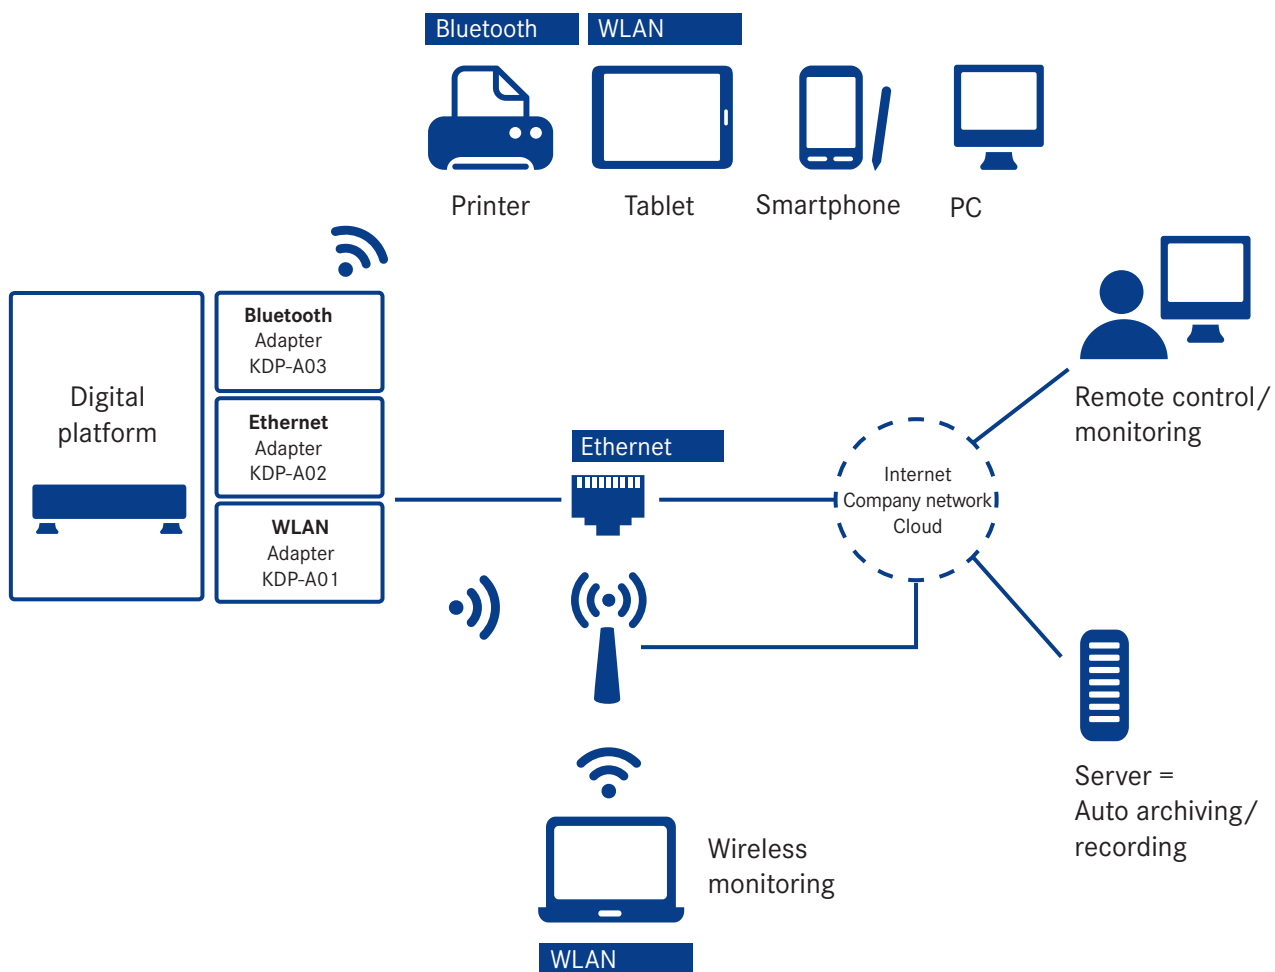 Bluetooth
WLAN
Printer
Tablet
Smartphone
PC
Digital
platform
Bluetooth
Adapter
KDP-A03
Ethernet
Adapter
KDP-A02
WLAN
Adapter
KDP-A01
Ethernet
Internet
Company network
Cloud
Remote control/
monitoring
Server =
Auto archiving/
recording
Wireless
monitoring
WLAN